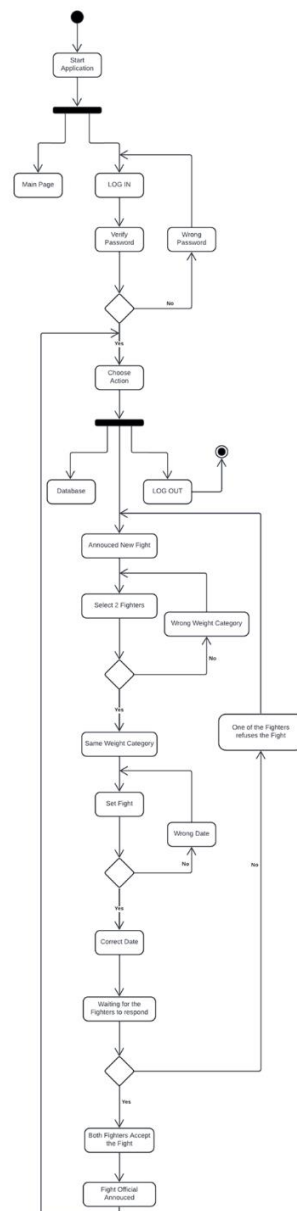 Start
Application
Main Page
LOG IN
Verify
Password
Wrong
Password
No
Yes
Choose
Action
Database
LOG OUT
Annouced New Fight
Select 2 Fighters
Wrong Weight Category
No
Yes
Same Weight Category
One of the Fighters
refuses the Fight
Set Fight
Wrong Date
No
No
Yes
Correct Date
Waiting for the
Fighters to respond
Yes
Both Fighters Accept
the Fight
Fight Official
Annouced